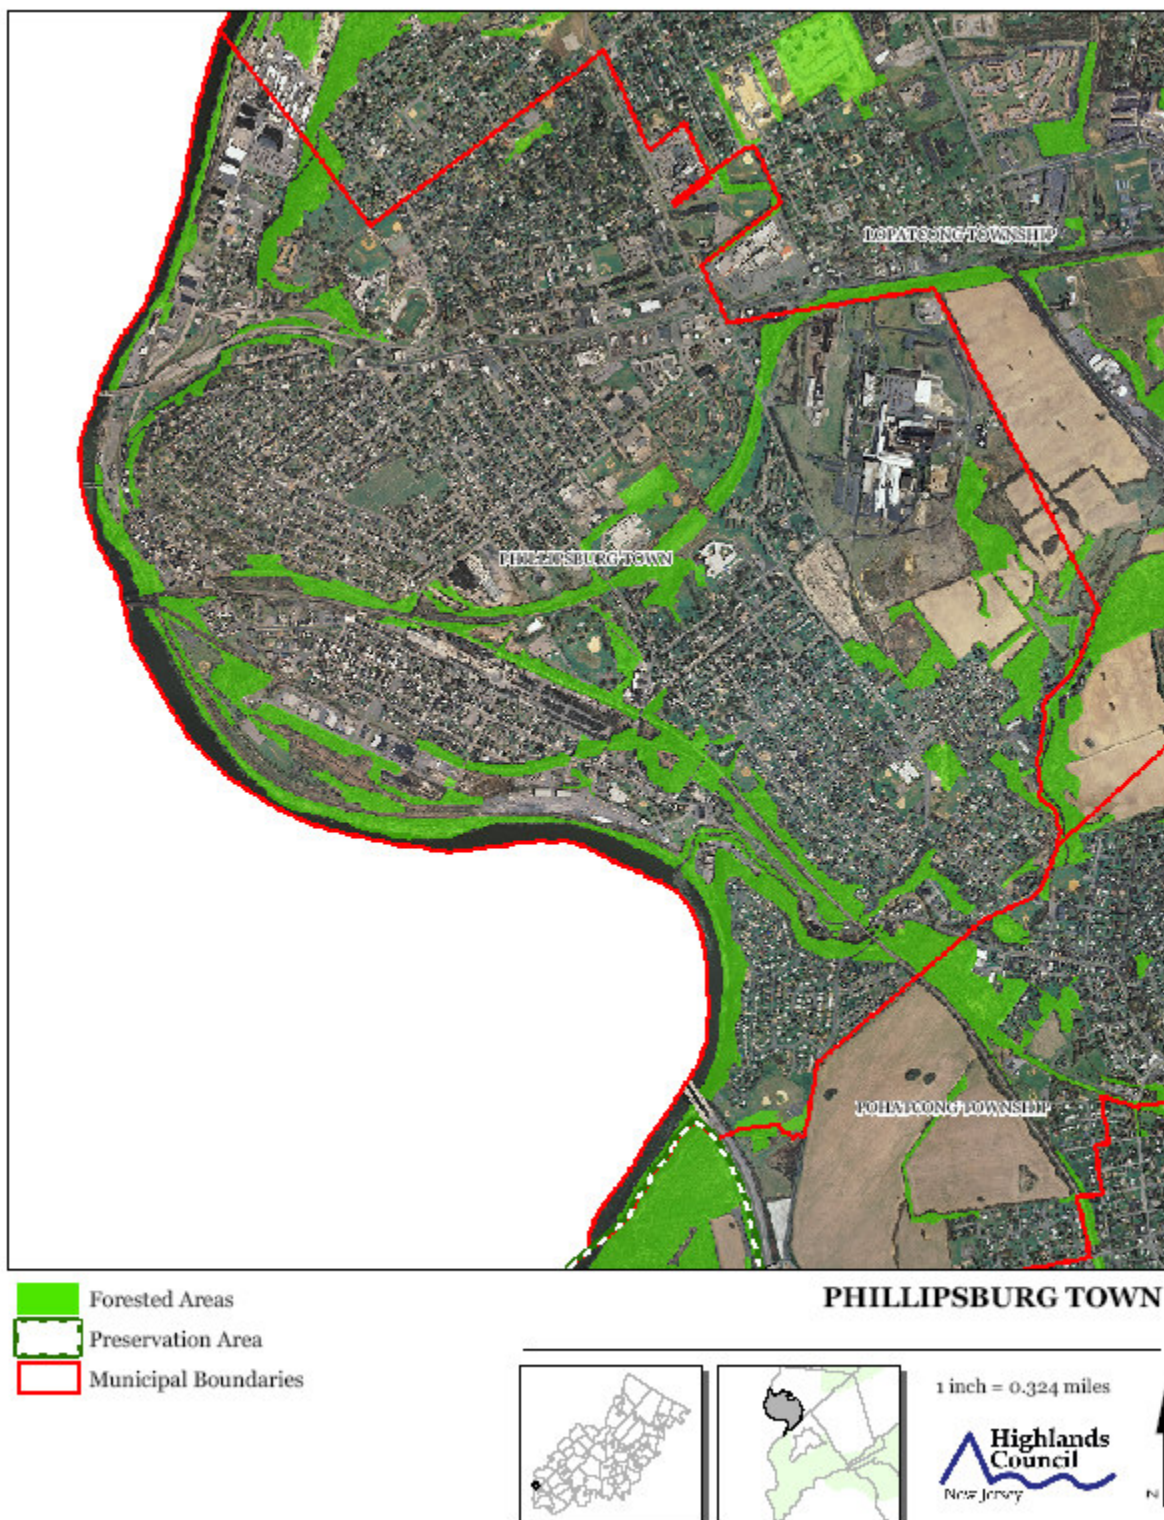 LOPATCONG TOWNSHIP
PHILLIPSBURG TOWN
POHATCONG TOWNSHIP
Forested Areas
Preservation Area
Municipal Boundaries
PHILLIPSBURG TOWN
1 inch = 0.324 miles
Highlands
Council
New Jersey
N